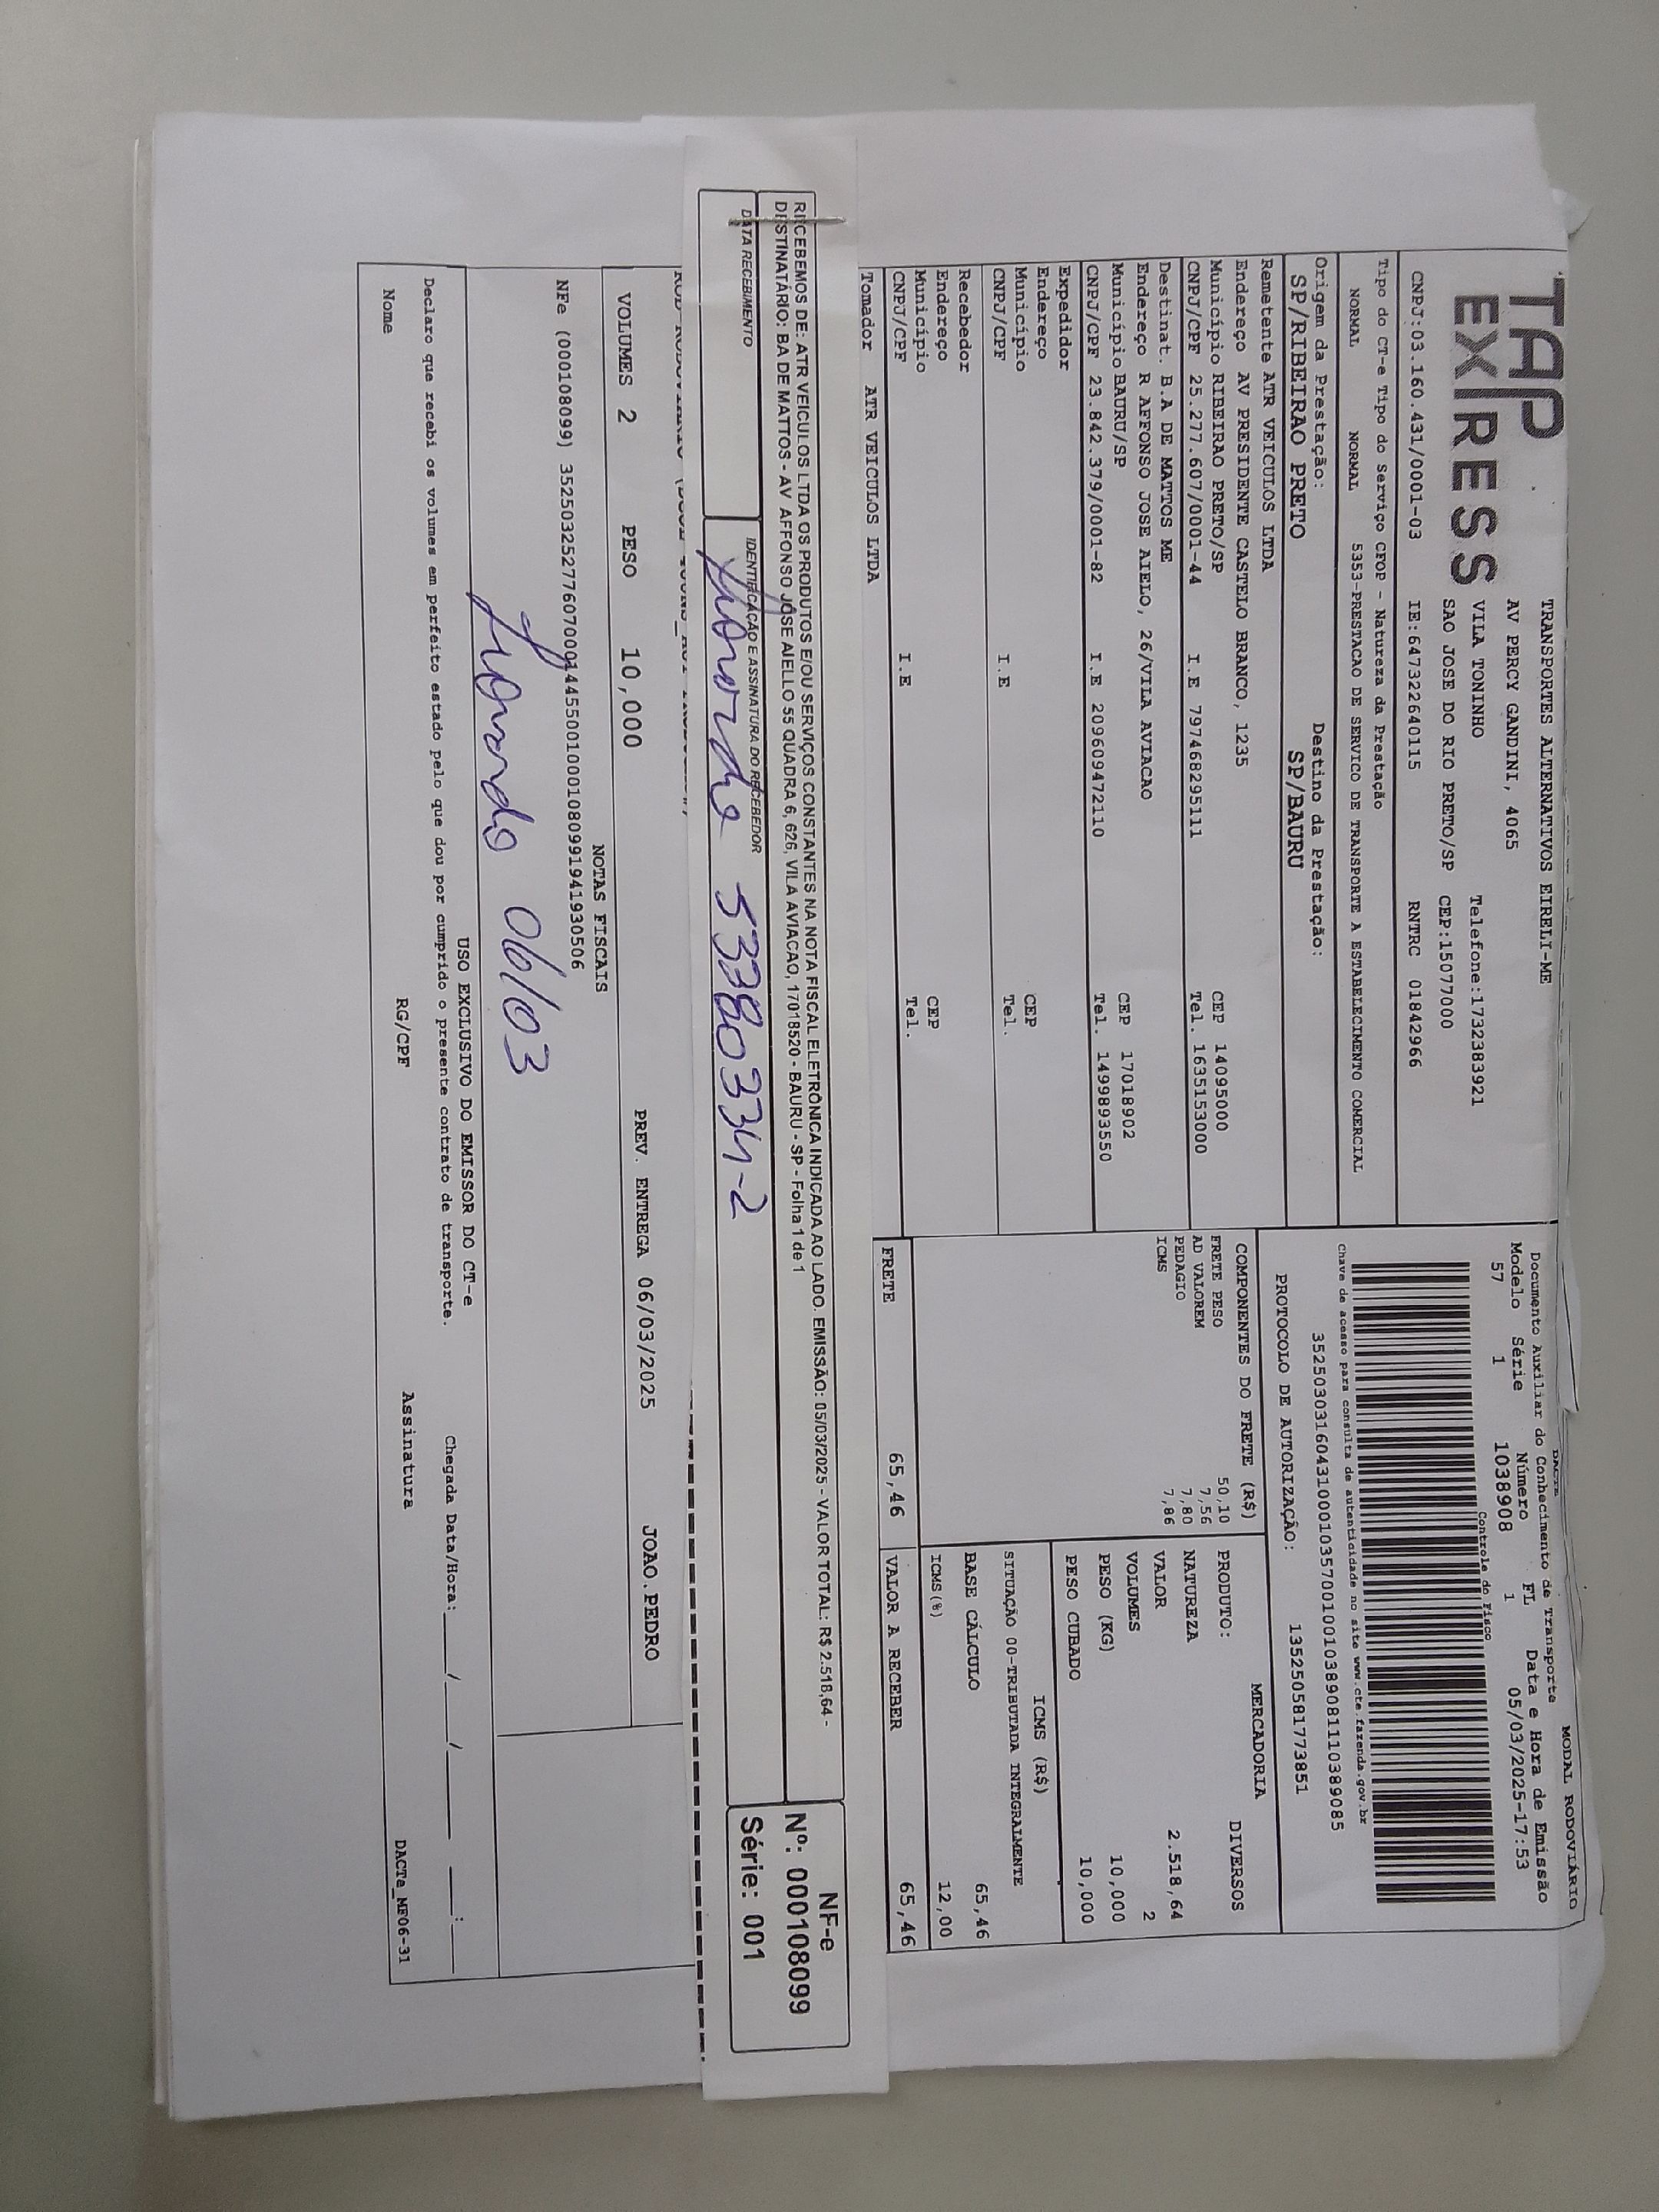 TAP
EXPRESS
TRANSPORTES ALTERNATIVOS EIRELI-ME
AV PERCY GANDINI, 4065
VILA TONINHO Telefone:1732383921
SAO JOSE DO RIO PRETO/SP CEP:15077000
CNPJ:03.160.431/0001-03 IE:647322640115 RNTRC 01842966
Tipo do CT-e Tipo do Serviço CFOP - Natureza da Prestação
NORMAL NORMAL 5353-PRESTACAO DE SERVICO DE TRANSPORTE A ESTABELECIMENTO COMERCIAL
Origem da Prestação: Destino da Prestação:
SP/RIBEIRAO PRETO SP/BAURU
DACTE MODAL RODOVIÁRIO
Documento Auxiliar do Conhecimento de Transporte
Modelo Série Número FL Data e Hora de Emissão
57 1 1038908 1 05/03/2025-17:53
Controle do Fisco
Chave de acesso para consulta de autenticidade no site www.cte.fazenda.gov.br
35250303160431000103570010010389081110389085
PROTOCOLO DE AUTORIZAÇÃO: 135250581773851
Remetente ATR VEICULOS LTDA
Endereço AV PRESIDENTE CASTELO BRANCO, 1235
Município RIBEIRAO PRETO/SP CEP 14095000
CNPJ/CPF 25.277.607/0001-44 I.E 797468295111 Tel. 1635153000
Destinat. B.A DE MATTOS ME
Endereço R AFFONSO JOSE AIELO, 26/VILA AVIACAO
Município BAURU/SP CEP 17018902
CNPJ/CPF 23.842.379/0001-82 I.E 209609472110 Tel. 1499893550
Expedidor
Endereço
Município CEP
CNPJ/CPF I.E Tel.
Recebedor
Endereço
Município CEP
CNPJ/CPF I.E Tel.
Tomador ATR VEICULOS LTDA
COMPONENTES DO FRETE (R$)
FRETE PESO 50,10
AD VALOREM 7,56
PEDAGIO 7,80
ICMS 7,86
FRETE 65,46
MERCADORIA
PRODUTO: DIVERSOS
NATUREZA
VALOR 2.518,64
VOLUMES 2
PESO (KG) 10,000
PESO CUBADO 10,000
ICMS (R$)
SITUAÇÃO 00-TRIBUTADA INTEGRALMENTE
BASE CÁLCULO 65,46
ICMS(%) 12,00
VALOR A RECEBER 65,46
RECEBEMOS DE: ATR VEICULOS LTDA OS PRODUTOS E/OU SERVIÇOS CONSTANTES NA NOTA FISCAL ELETRÔNICA INDICADA AO LADO. EMISSÃO: 05/03/2025 - VALOR TOTAL: R$ 2.518,64 -
DESTINATÁRIO: BA DE MATTOS - AV AFFONSO JOSE AIELLO 55 QUADRA 6, 626, VILA AVIACAO, 17018520 - BAURU - SP - Folha 1 de 1
DATA RECEBIMENTO IDENTIFICAÇÃO E ASSINATURA DO RECEBEDOR
53380334-2
NF-e
Nº: 000108099
Série: 001
VOLUMES 2 PESO 10,000 PREV. ENTREGA 06/03/2025 JOAO.PEDRO
NOTAS FISCAIS
NFe (000108099) 35250325277607000144550010001080991941930506
06/03
USO EXCLUSIVO DO EMISSOR DO CT-e
Declaro que recebi os volumes em perfeito estado pelo que dou por cumprido o presente contrato de transporte. Chegada Data/Hora:____/____/____ ____:____
Nome RG/CPF Assinatura DACTe_MF06-31